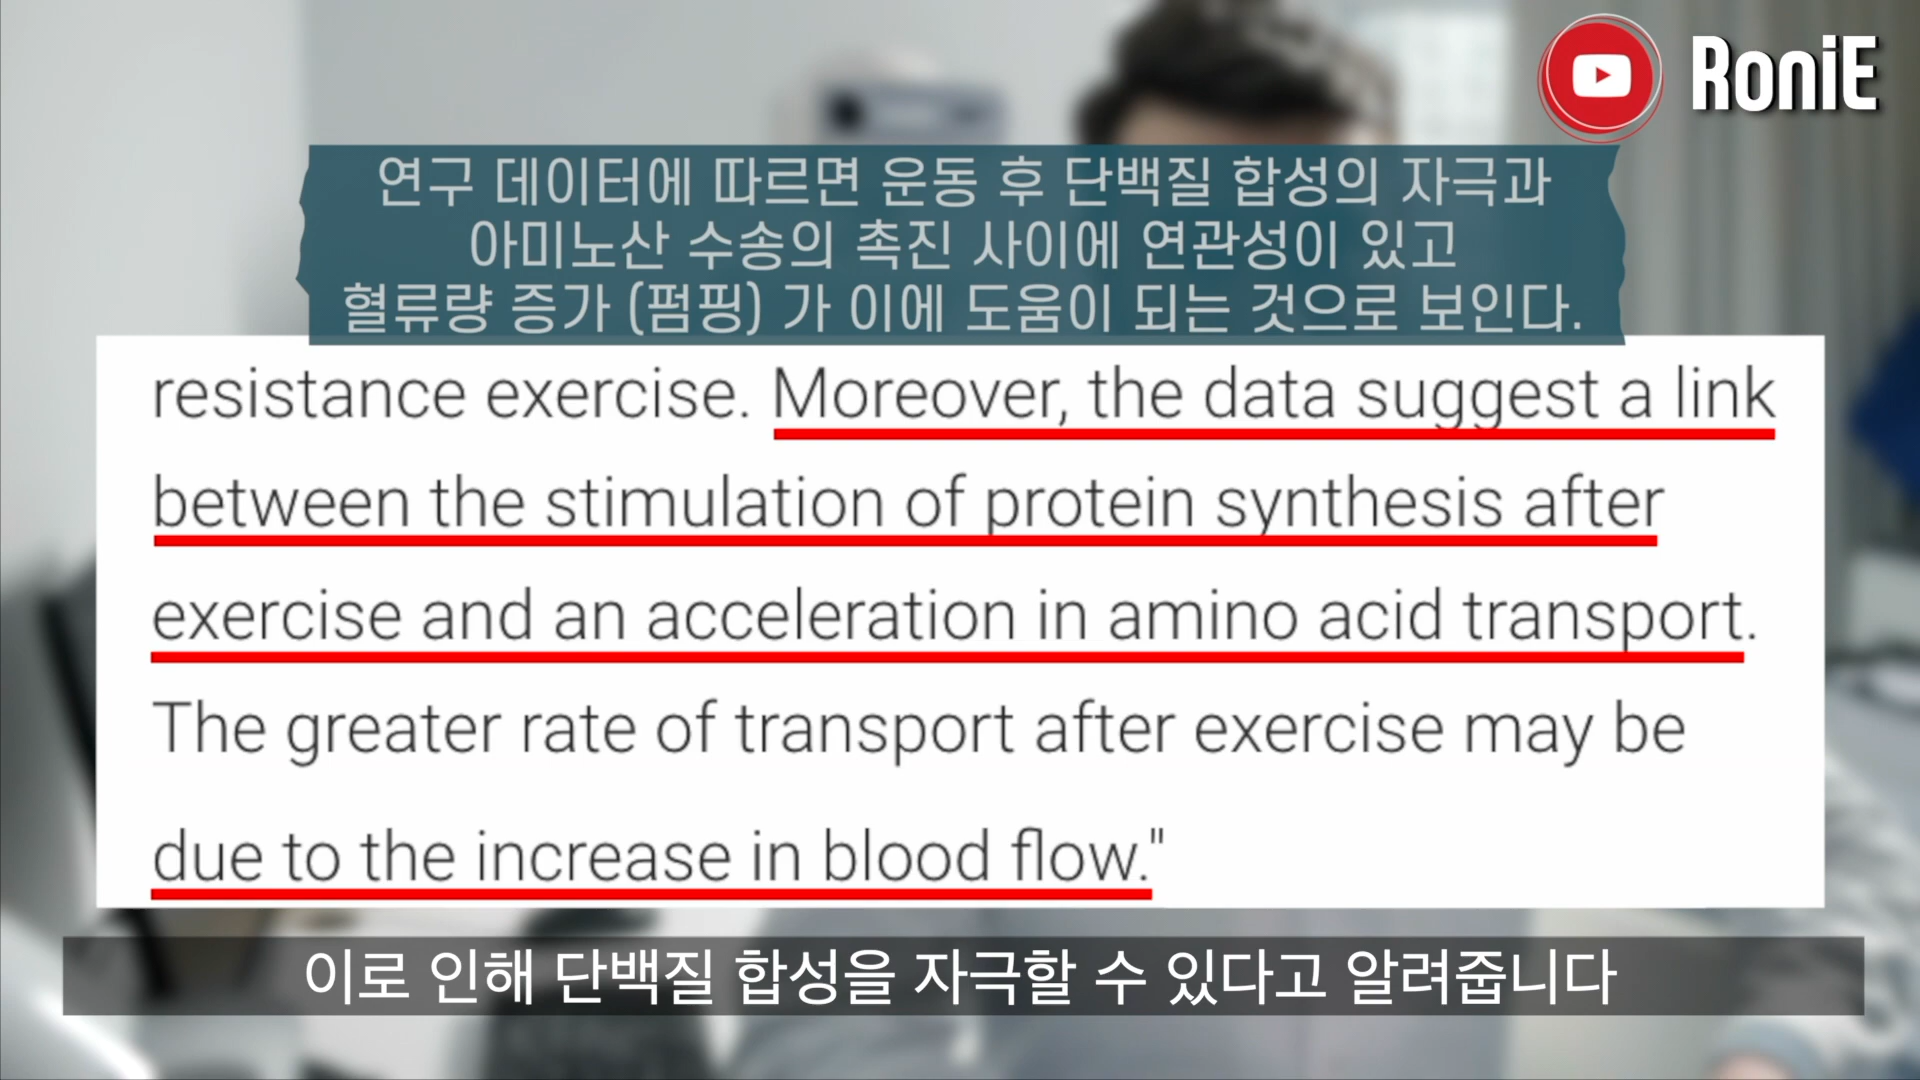 RoniE
연구 데이터에 따르면 운동 후 단백질 합성의 자극과
아미노산 수송의 촉진 사이에 연관성이 있고
혈류량 증가 (펌핑) 가 이에 도움이 되는 것으로 보인다.
resistance exercise. Moreover, the data suggest a link
between the stimulation of protein synthesis after
exercise and an acceleration in amino acid transport.
The greater rate of transport after exercise may be
due to the increase in blood flow."
이로 인해 단백질 합성을 자극할 수 있다고 알려줍니다